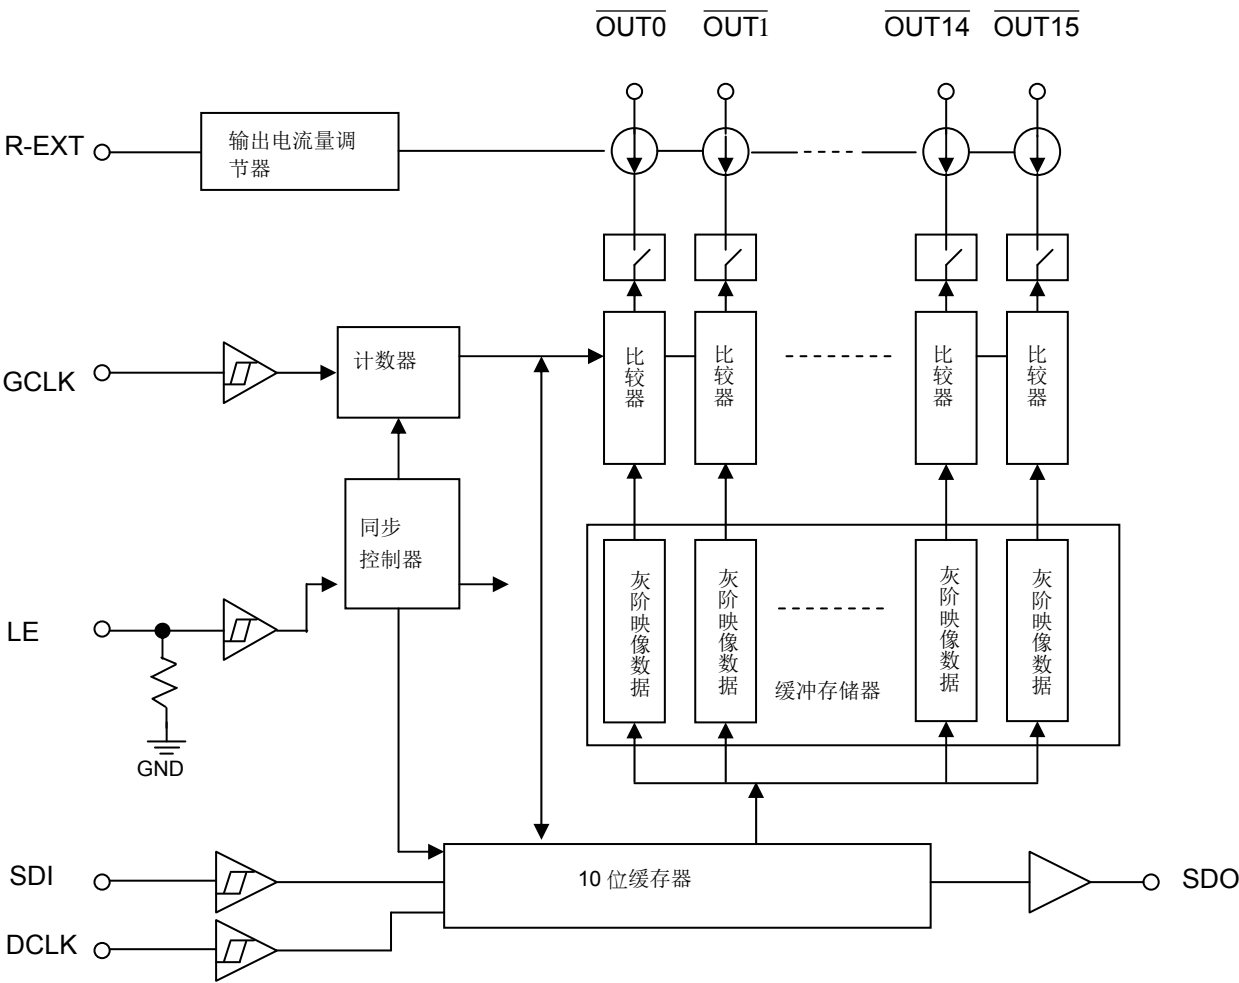 OUT0 OUT1 OUT14 OUT15
R-EXT
输出电流量调
节器
GCLK
计数器
比较器
比较器
比较器
比较器
同步
控制器
LE
GND
灰阶映像数据
灰阶映像数据
灰阶映像数据
灰阶映像数据
缓冲存储器
SDI
10 位缓存器
SDO
DCLK